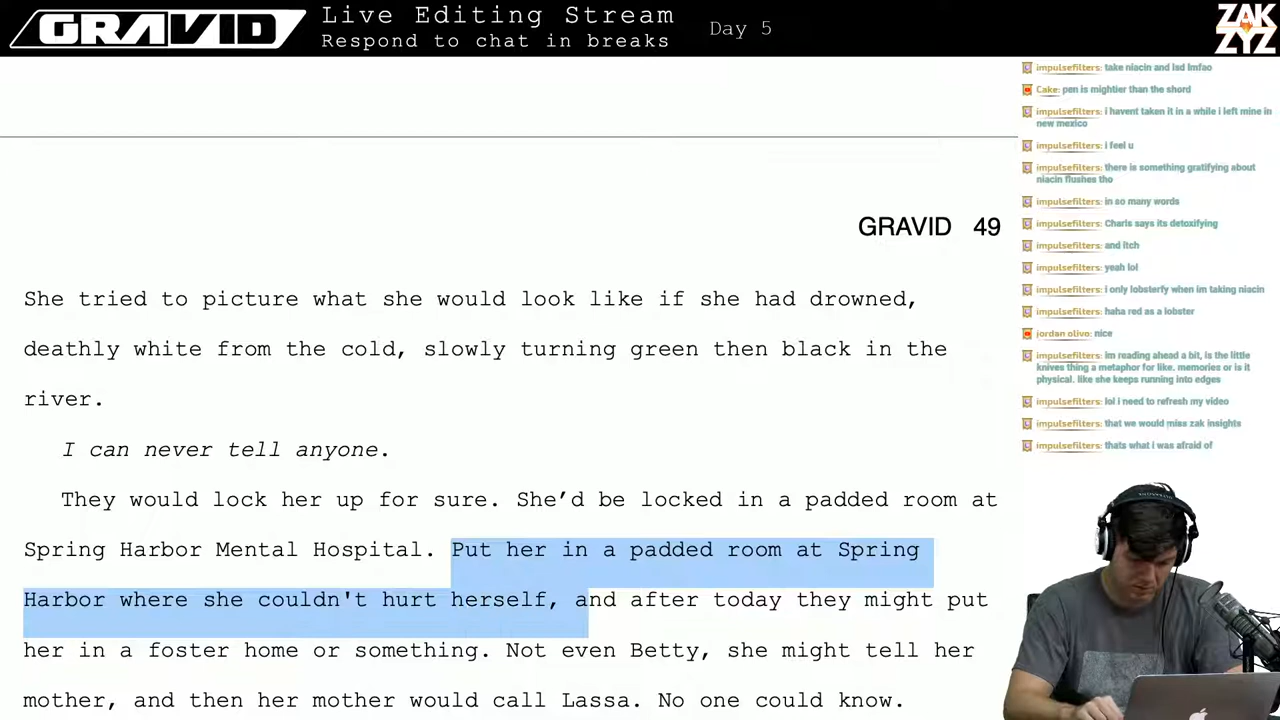 GRAVID
Live Editing Stream
Respond to chat in breaks
Day 5
ZAK
ZYZ
GRAVID 49
She tried to picture what she would look like if she had drowned,
deathly white from the cold, slowly turning green then black in the
river.
I can never tell anyone.
They would lock her up for sure. She’d be locked in a padded room at
Spring Harbor Mental Hospital. Put her in a padded room at Spring
Harbor where she couldn't hurt herself, and after today they might put
her in a foster home or something. Not even Betty, she might tell her
mother, and then her mother would call Lassa. No one could know.
impulsefilters: take niacin and lsd lmfao
Cake: pen is mightier than the shord
impulsefilters: i havent taken it in a while i left mine in
new mexico
impulsefilters: i feel u
impulsefilters: there is something gratifying about
niacin flushes tho
impulsefilters: in so many words
impulsefilters: Charls says its detoxifying
impulsefilters: and itch
impulsefilters: yeah lol
impulsefilters: i only lobsterfy when im taking niacin
impulsefilters: haha red as a lobster
jordan olivo: nice
impulsefilters: im reading ahead a bit, is the little
knives thing a metaphor for like. memories or is it
physical. like she keeps running into edges
impulsefilters: lol i need to refresh my video
impulsefilters: that we would miss zak insights
impulsefilters: thats what i was afraid of